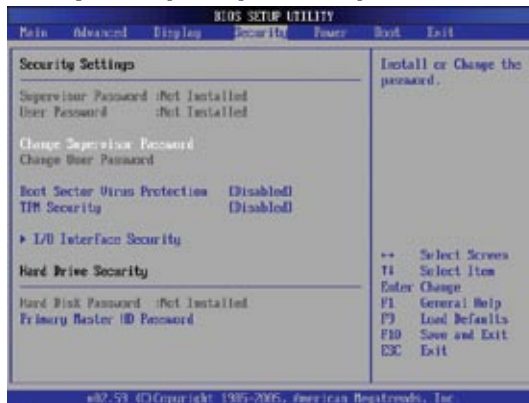 BIOS SETUP UTILITY
Main Advanced Display Security Power Boot Exit
Security Settings
Supervisor Password :Not Installed
User Password :Not Installed
Change Supervisor Password
Change User Password
Boot Sector Virus Protection [Disabled]
TPM Security [Disabled]
▶ I/O Interface Security
Hard Drive Security
Hard Disk Password :Not Installed
Primary Master HD Password
Install or Change the
password.
↔ Select Screen
↑↓ Select Item
Enter Change
F1 General Help
F9 Load Defaults
F10 Save and Exit
ESC Exit
v02.59 (C)Copyright 1985-2005, American Megatrends, Inc.